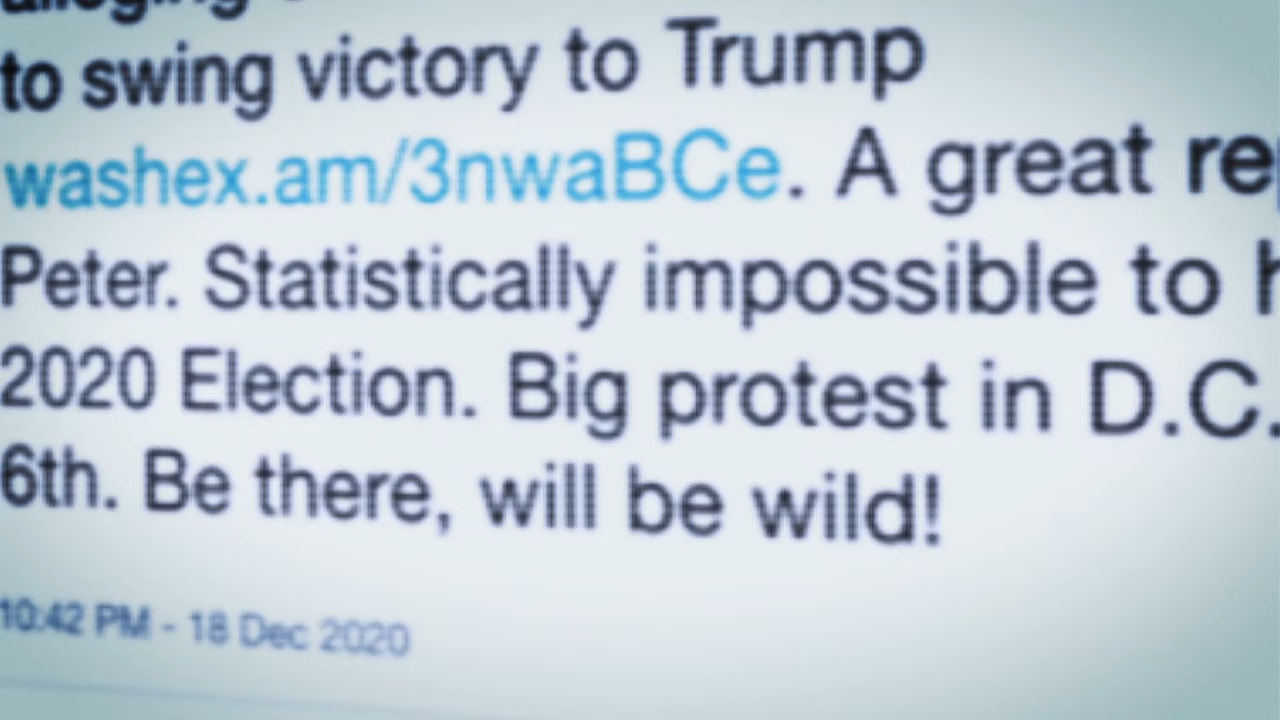 alleging
to swing victory to Trump
washex.am/3nwaBCe. A great
Peter. Statistically impossible to
2020 Election. Big protest in D.C.
6th. Be there, will be wild!
10:42 PM - 18 Dec 2020